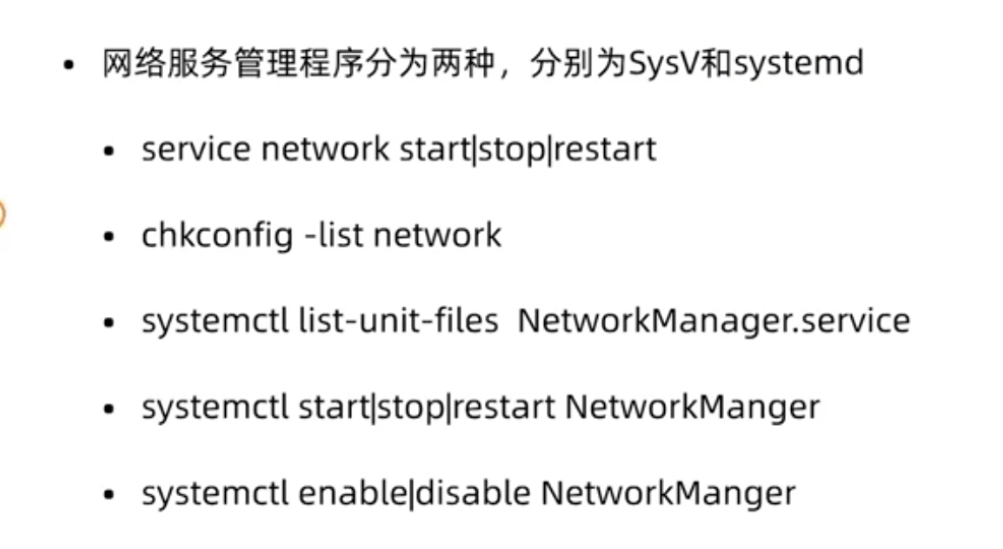 网络服务管理程序分为两种，分别为SysV和systemd
service network start|stop|restart
chkconfig -list network
systemctl list-unit-files  NetworkManager.service
systemctl start|stop|restart NetworkManger
systemctl enable|disable NetworkManger